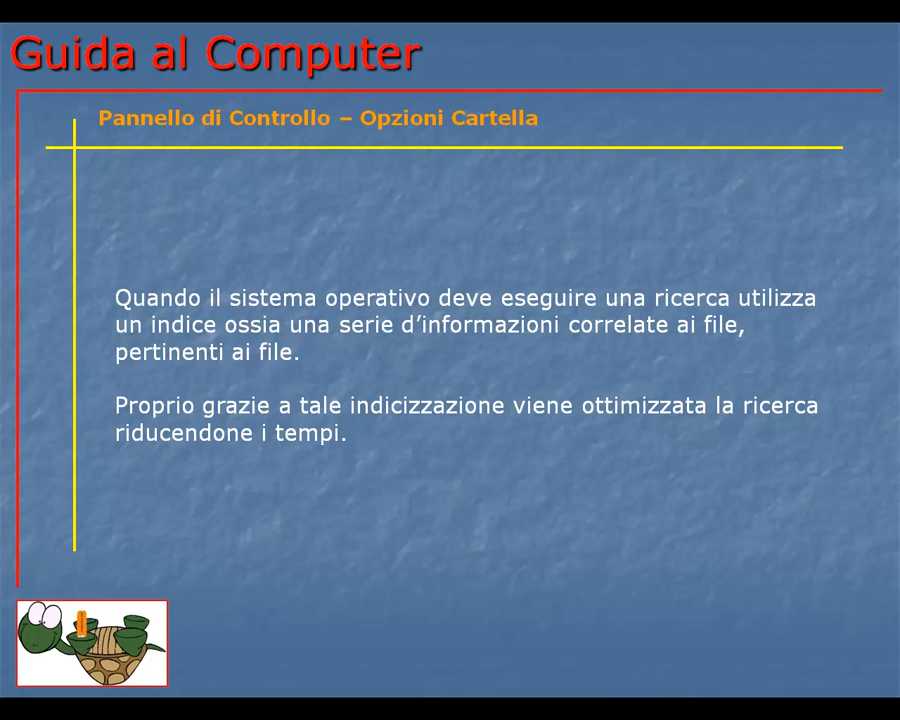 Guida al Computer
Pannello di Controllo – Opzioni Cartella
Quando il sistema operativo deve eseguire una ricerca utilizza
un indice ossia una serie d’informazioni correlate ai file,
pertinenti ai file.
Proprio grazie a tale indicizzazione viene ottimizzata la ricerca
riducendone i tempi.